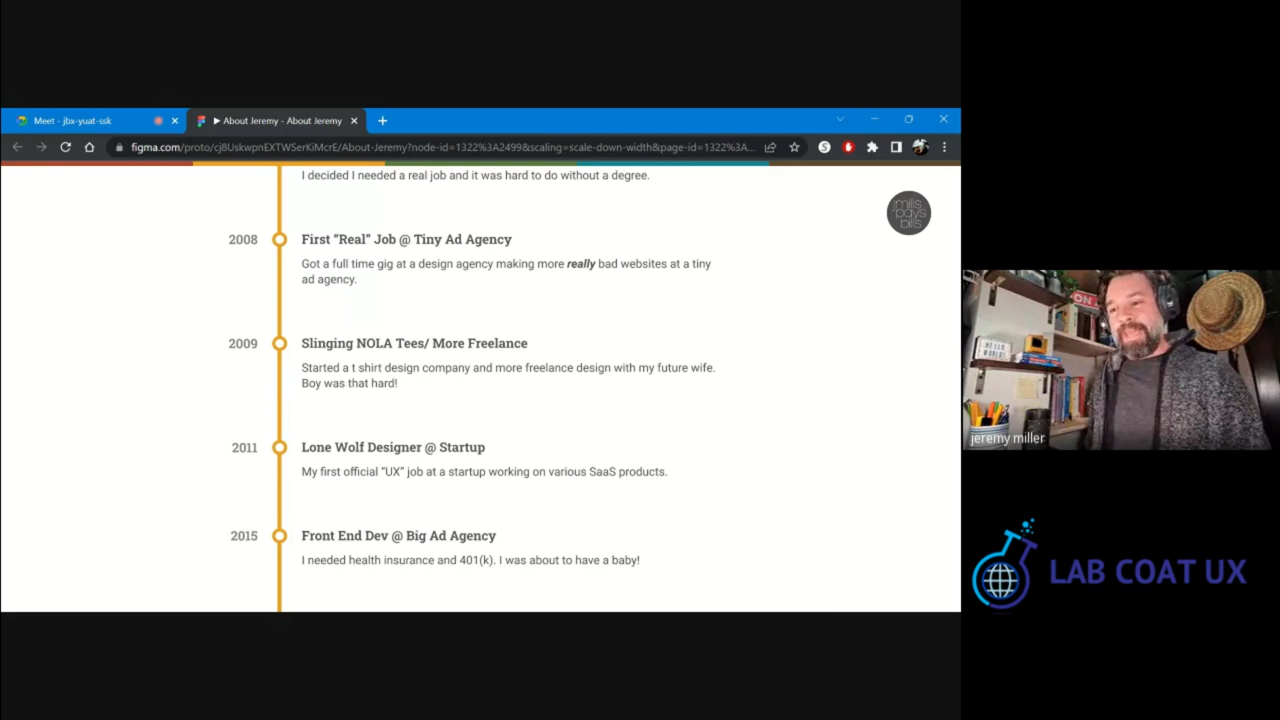 Meet - jbx-yuat-ssk
About Jeremy - About Jeremy
figma.com/proto/cj8UskwpnEXTWSerKiMcrE/About-Jeremy?node-id=1322%3A2499&scaling=scale-down-width&page-id=1322%3A...
I decided I needed a real job and it was hard to do without a degree.
mills
pays
bills
2008
First “Real” Job @ Tiny Ad Agency
Got a full time gig at a design agency making more really bad websites at a tiny
ad agency.
2009
Slinging NOLA Tees/ More Freelance
Started a t shirt design company and more freelance design with my future wife.
Boy was that hard!
2011
Lone Wolf Designer @ Startup
My first official “UX” job at a startup working on various SaaS products.
2015
Front End Dev @ Big Ad Agency
I needed health insurance and 401(k). I was about to have a baby!
ON
HELLO
WORLD!
jeremy miller
LAB COAT UX